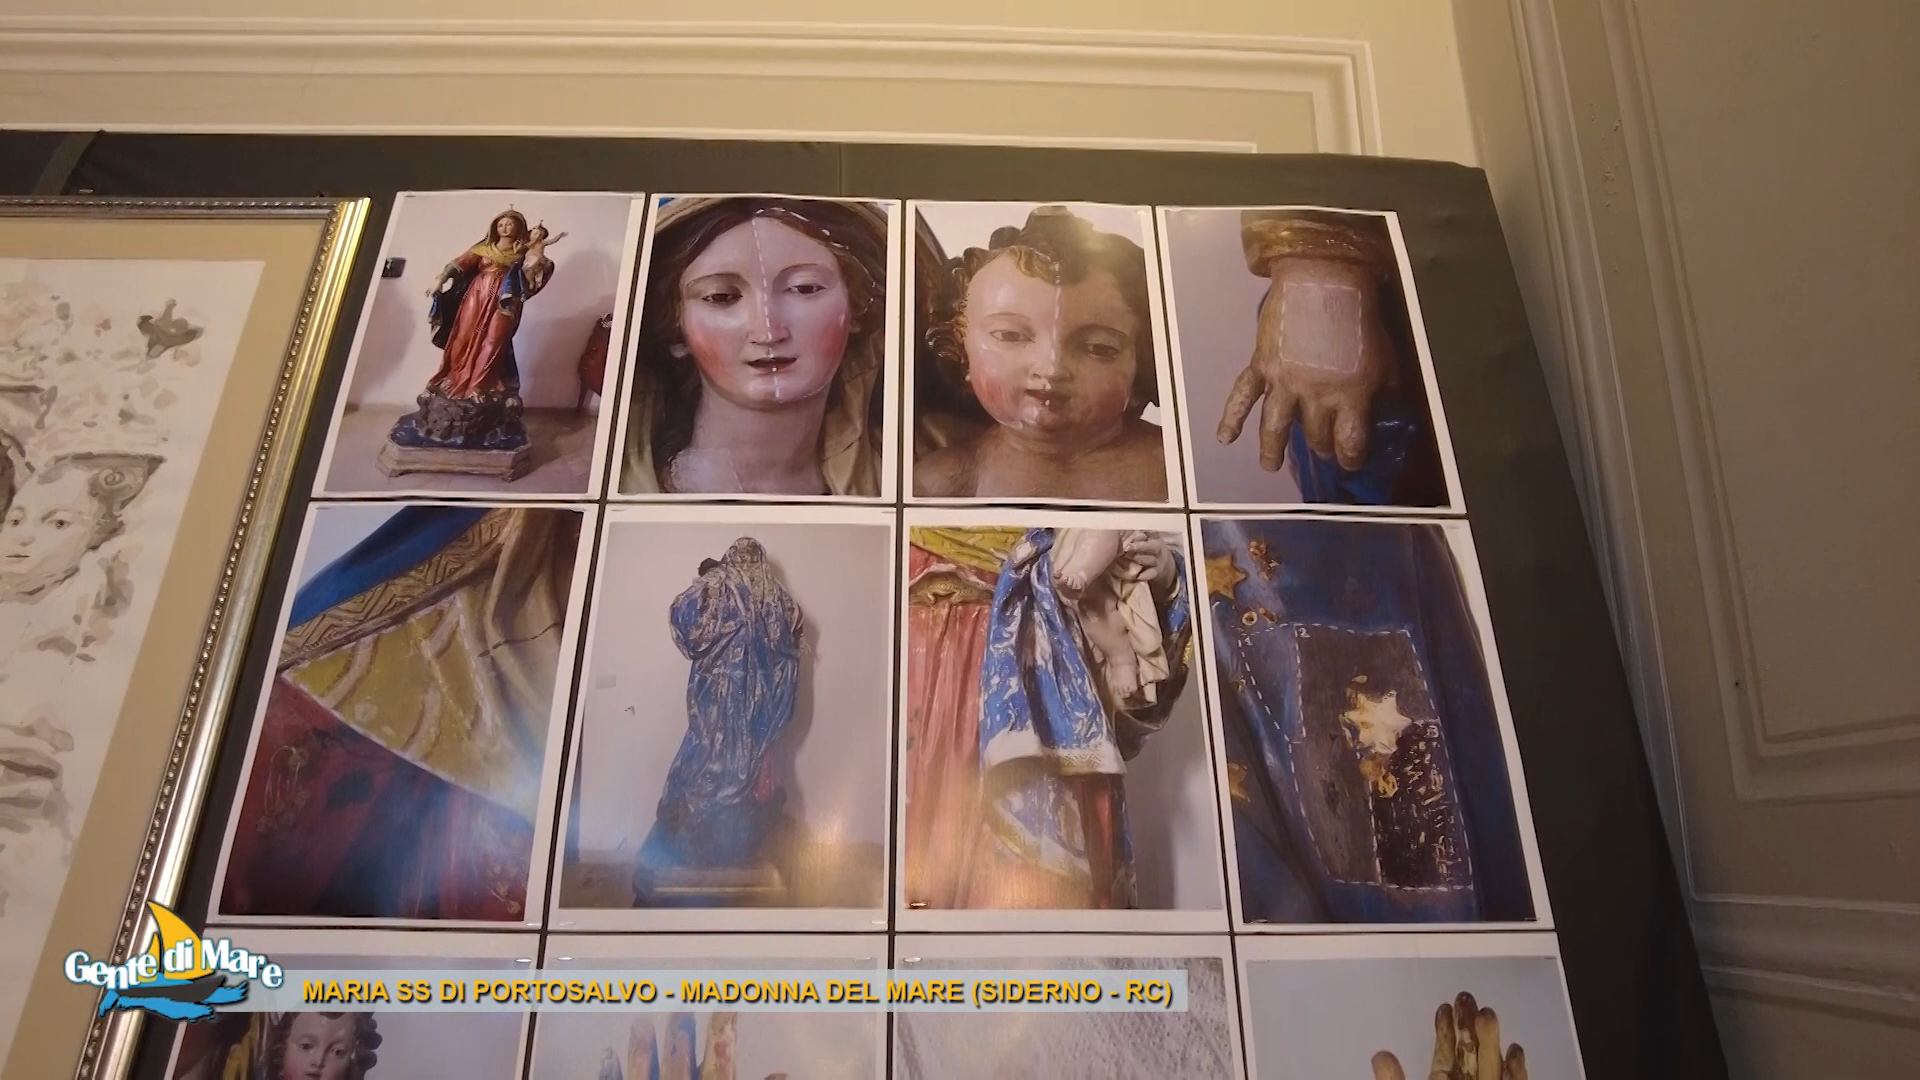 Gente di Mare
MARIA SS DI PORTOSALVO - MADONNA DEL MARE (SIDERNO - RC)